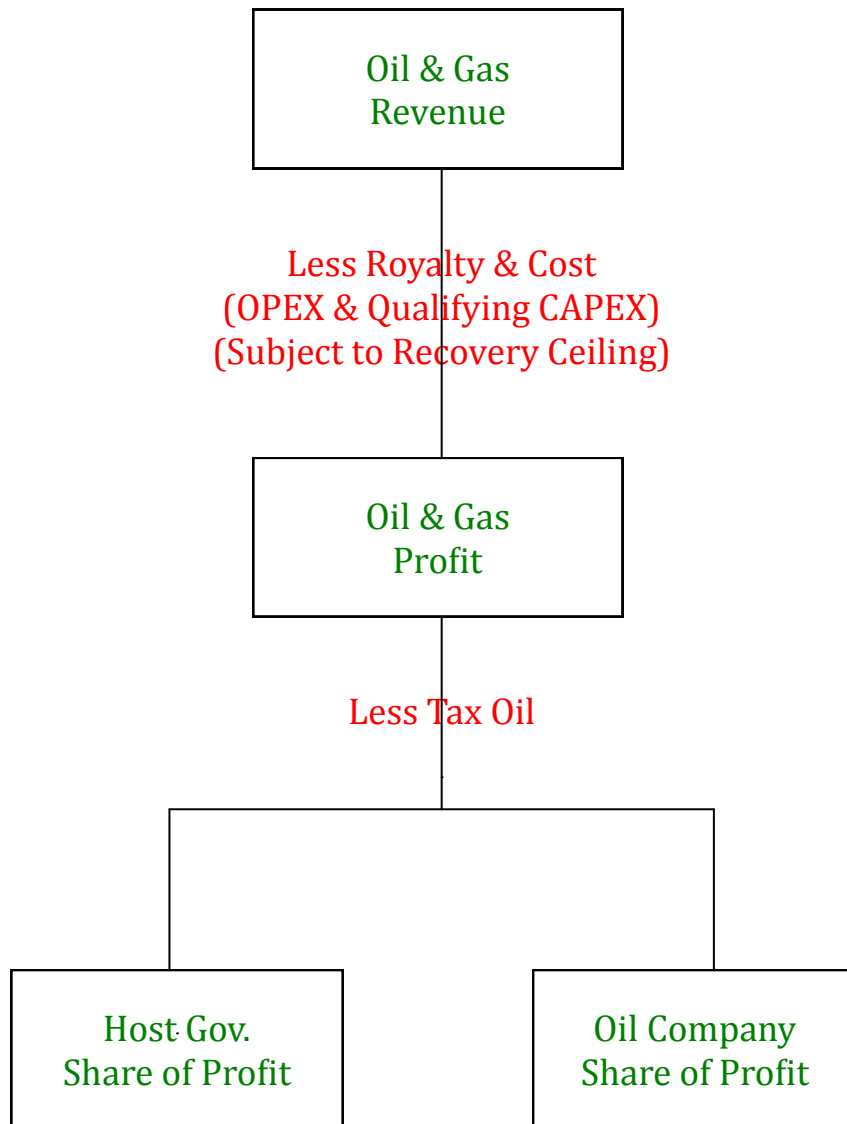 Oil & Gas
Revenue
Less Royalty & Cost
(OPEX & Qualifying CAPEX)
(Subject to Recovery Ceiling)
Oil & Gas
Profit
Less Tax Oil
Host Gov.
Share of Profit
Oil Company
Share of Profit